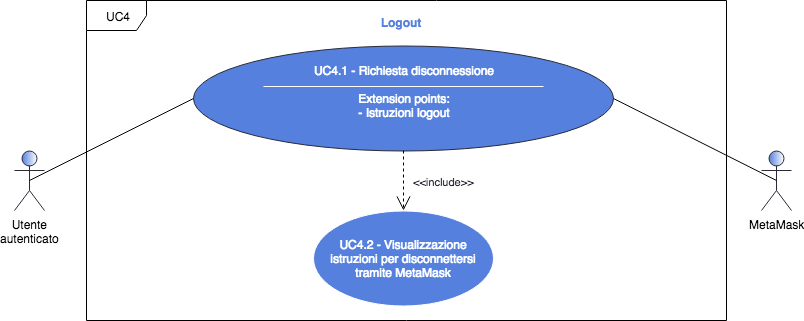 UC4
Logout
UC4.1 - Richiesta disconnessione
Extension points:
- Istruzioni logout
<<include>>
Utente
autenticato
MetaMask
UC4.2 - Visualizzazione
istruzioni per disconnettersi
tramite MetaMask